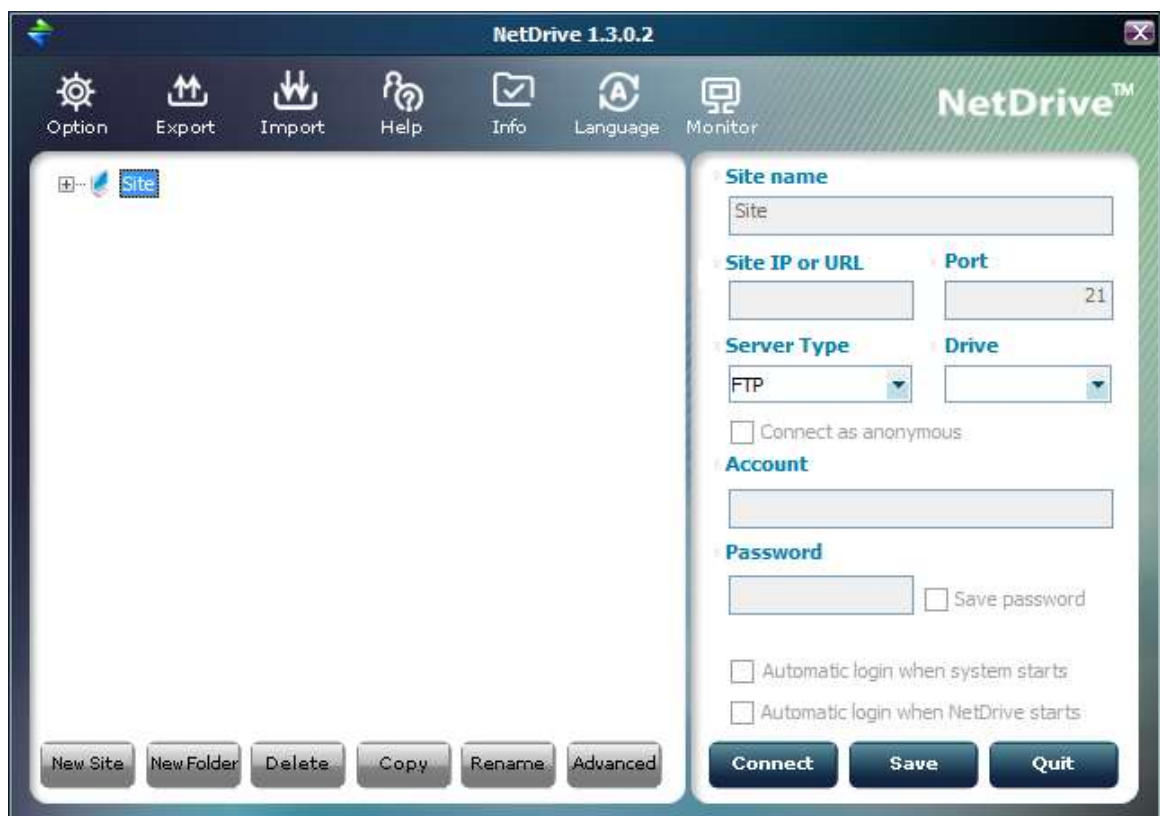 NetDrive 1.3.0.2
Option Export Import Help Info Language Monitor
NetDrive™
Site
Site name
Site
Site IP or URL Port
21
Server Type Drive
FTP
Connect as anonymous
Account
Password
Save password
Automatic login when system starts
Automatic login when NetDrive starts
New Site New Folder Delete Copy Rename Advanced
Connect Save Quit